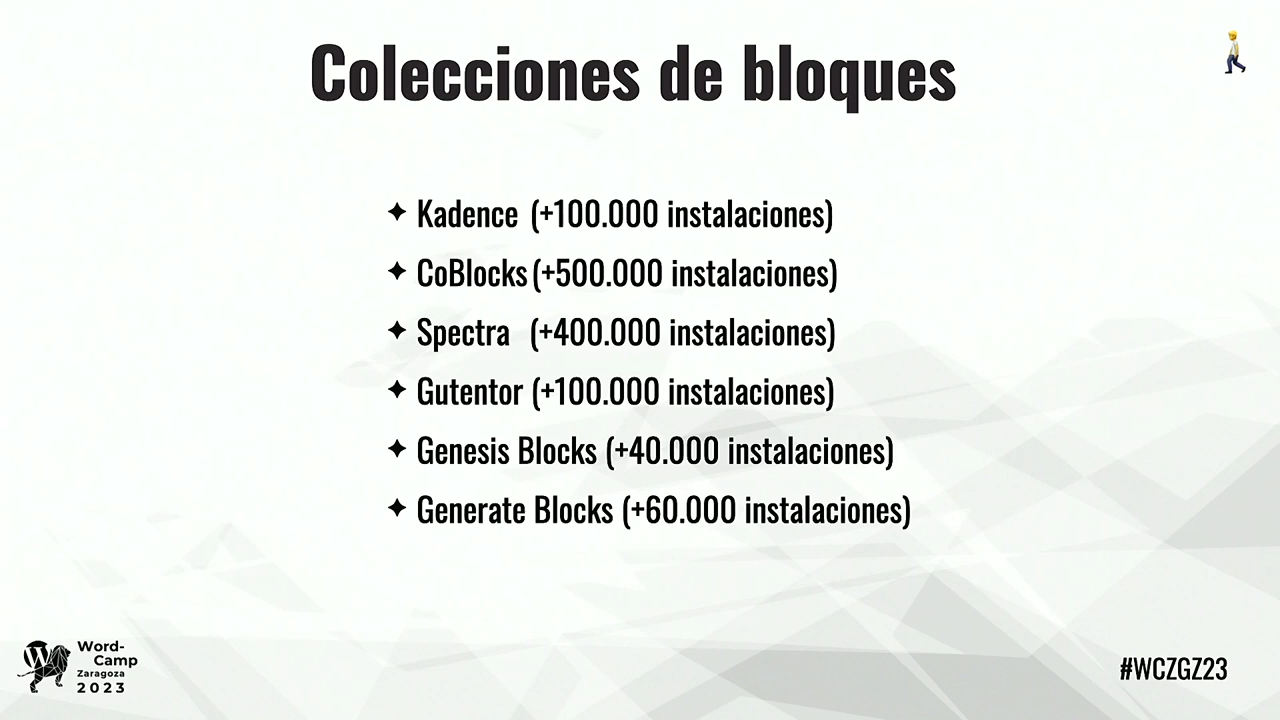 Colecciones de bloques
✦ Kadence (+100.000 instalaciones)
✦ CoBlocks (+500.000 instalaciones)
✦ Spectra (+400.000 instalaciones)
✦ Gutentor (+100.000 instalaciones)
✦ Genesis Blocks (+40.000 instalaciones)
✦ Generate Blocks (+60.000 instalaciones)
Word-
Camp
Zaragoza
2023
#WCZGZ23